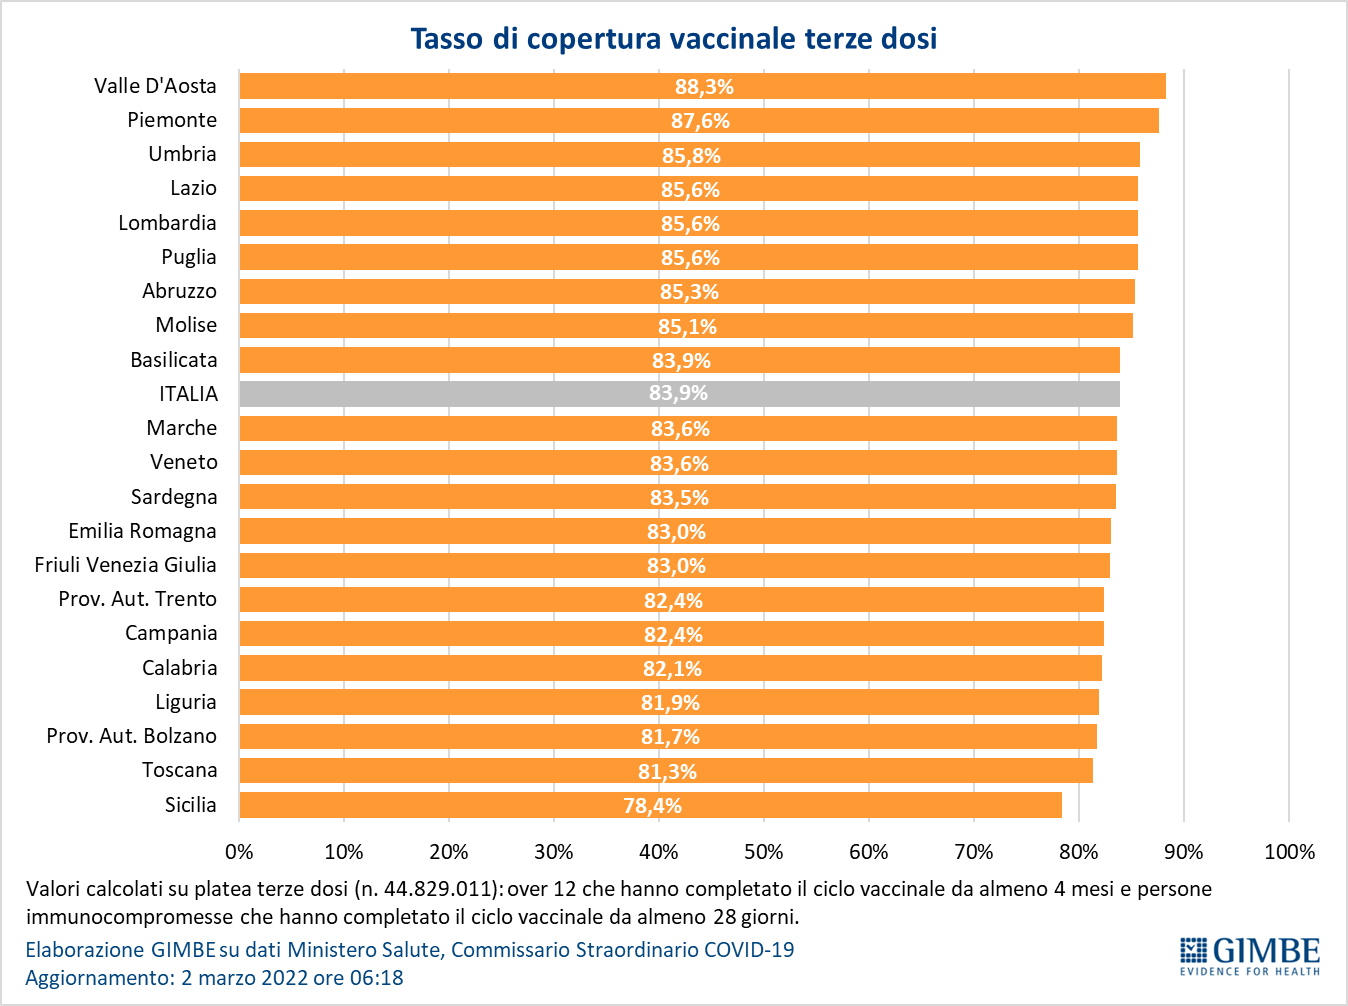 Tasso di copertura vaccinale terze dosi
Valle D'Aosta 88,3%
Piemonte 87,6%
Umbria 85,8%
Lazio 85,6%
Lombardia 85,6%
Puglia 85,6%
Abruzzo 85,3%
Molise 85,1%
Basilicata 83,9%
ITALIA 83,9%
Marche 83,6%
Veneto 83,6%
Sardegna 83,5%
Emilia Romagna 83,0%
Friuli Venezia Giulia 83,0%
Prov. Aut. Trento 82,4%
Campania 82,4%
Calabria 82,1%
Liguria 81,9%
Prov. Aut. Bolzano 81,7%
Toscana 81,3%
Sicilia 78,4%
0% 10% 20% 30% 40% 50% 60% 70% 80% 90% 100%
Valori calcolati su platea terze dosi (n. 44.829.011): over 12 che hanno completato il ciclo vaccinale da almeno 4 mesi e persone
immunocompromesse che hanno completato il ciclo vaccinale da almeno 28 giorni.
Elaborazione GIMBE su dati Ministero Salute, Commissario Straordinario COVID-19
Aggiornamento: 2 marzo 2022 ore 06:18
GIMBE
EVIDENCE FOR HEALTH